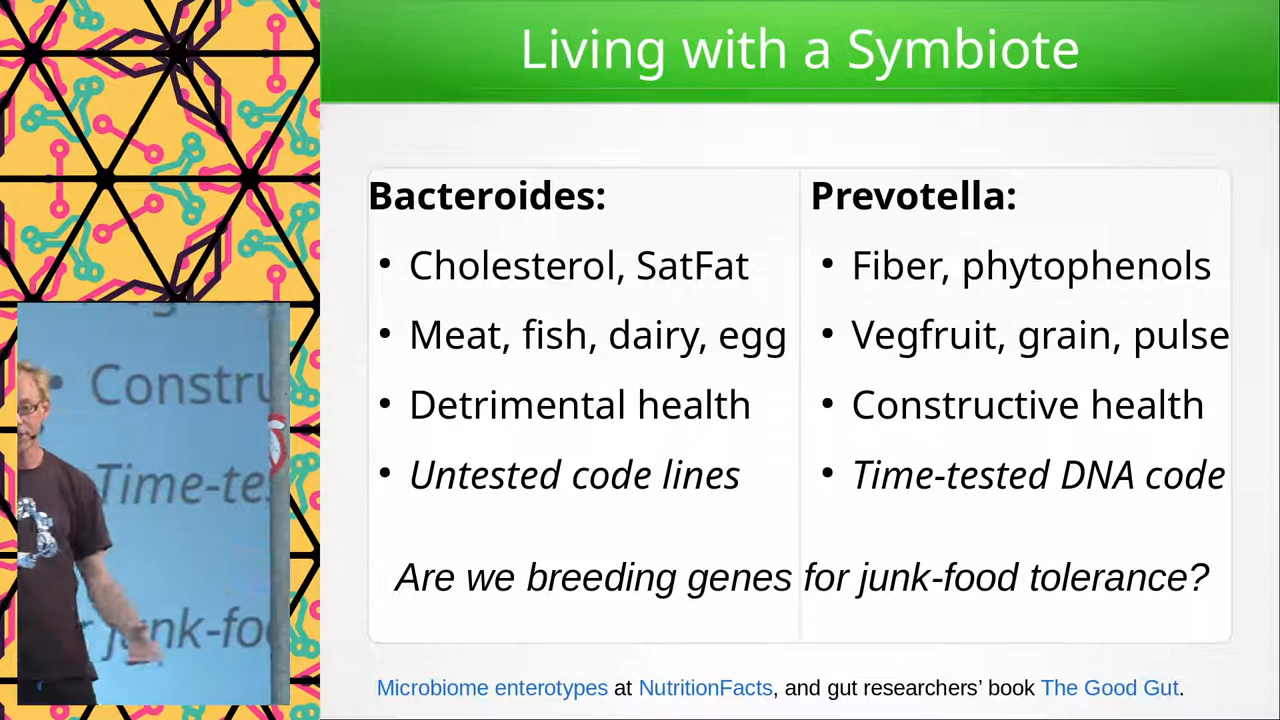 Living with a Symbiote
Bacteroides:
• Cholesterol, SatFat
• Meat, fish, dairy, egg
• Detrimental health
• Untested code lines
Prevotella:
• Fiber, phytophenols
• Vegfruit, grain, pulse
• Constructive health
• Time-tested DNA code
Are we breeding genes for junk-food tolerance?
Microbiome enterotypes at NutritionFacts, and gut researchers’ book The Good Gut.
• Constru
Time-te
junk-foo